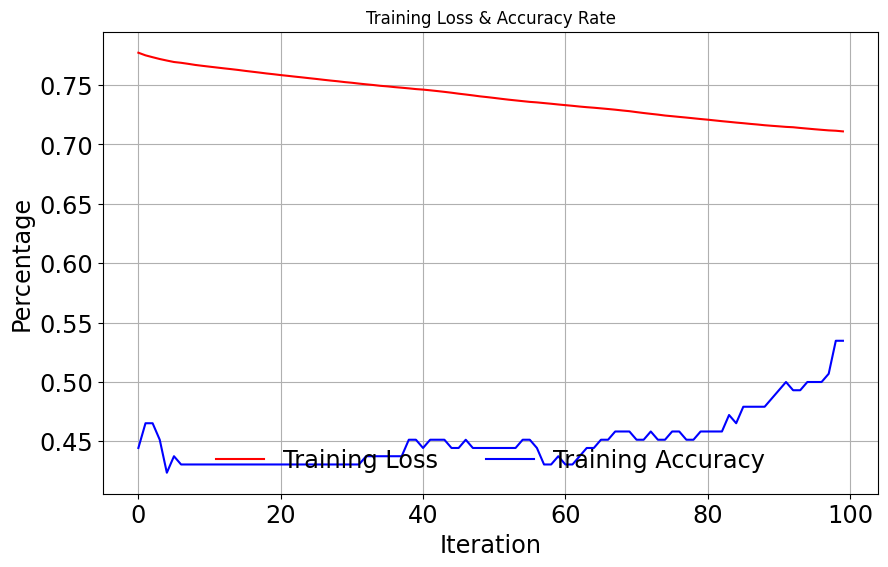 Training Loss & Accuracy Rate
0.75
0.70
0.65
0.60
0.55
0.50
0.45
Percentage
Training Loss
Training Accuracy
0 20 40 60 80 100
Iteration